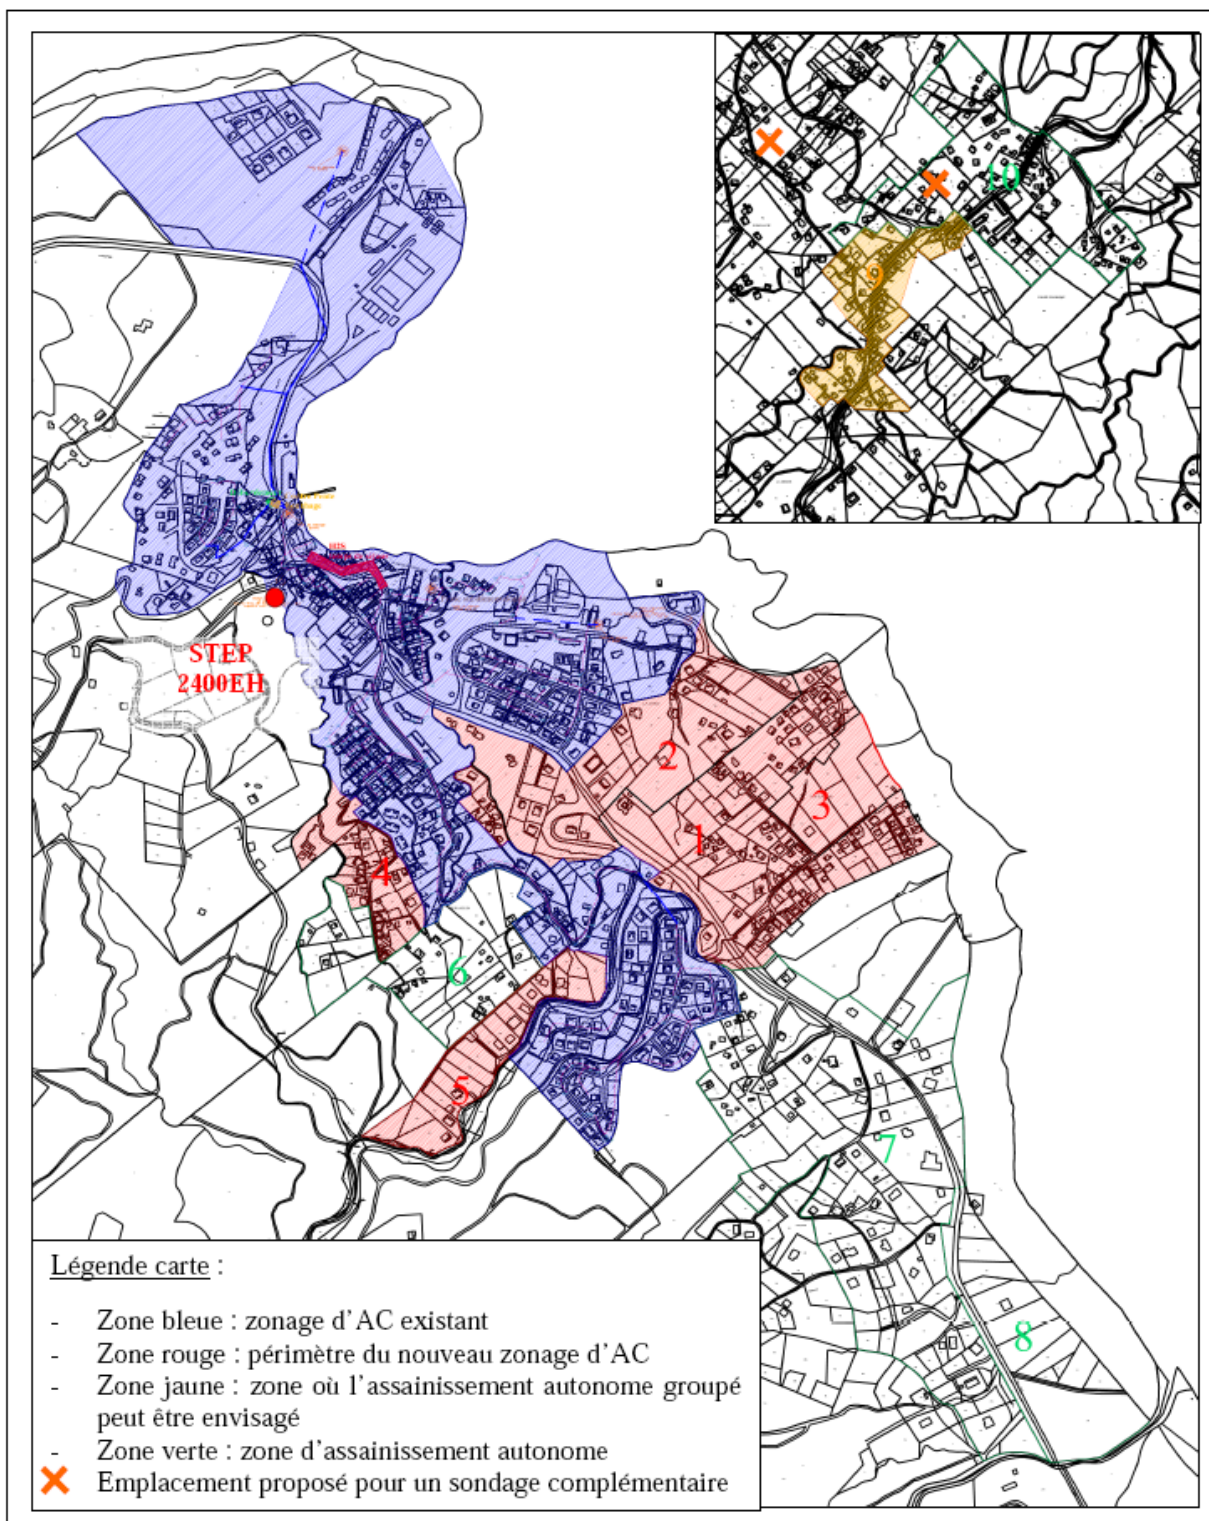 10
9
STEP
2400EH
2
3
1
4
6
5
7
8
Légende carte :
- Zone bleue : zonage d'AC existant
- Zone rouge : périmètre du nouveau zonage d'AC
- Zone jaune : zone où l'assainissement autonome groupé
peut être envisagé
- Zone verte : zone d'assainissement autonome
Emplacement proposé pour un sondage complémentaire